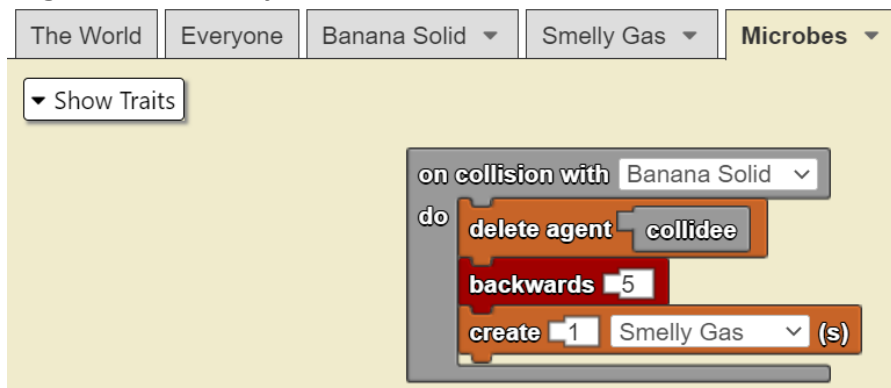 The World Everyone Banana Solid Smelly Gas Microbes
Show Traits
on collision with Banana Solid
do delete agent collidee
backwards 5
create 1 Smelly Gas (s)